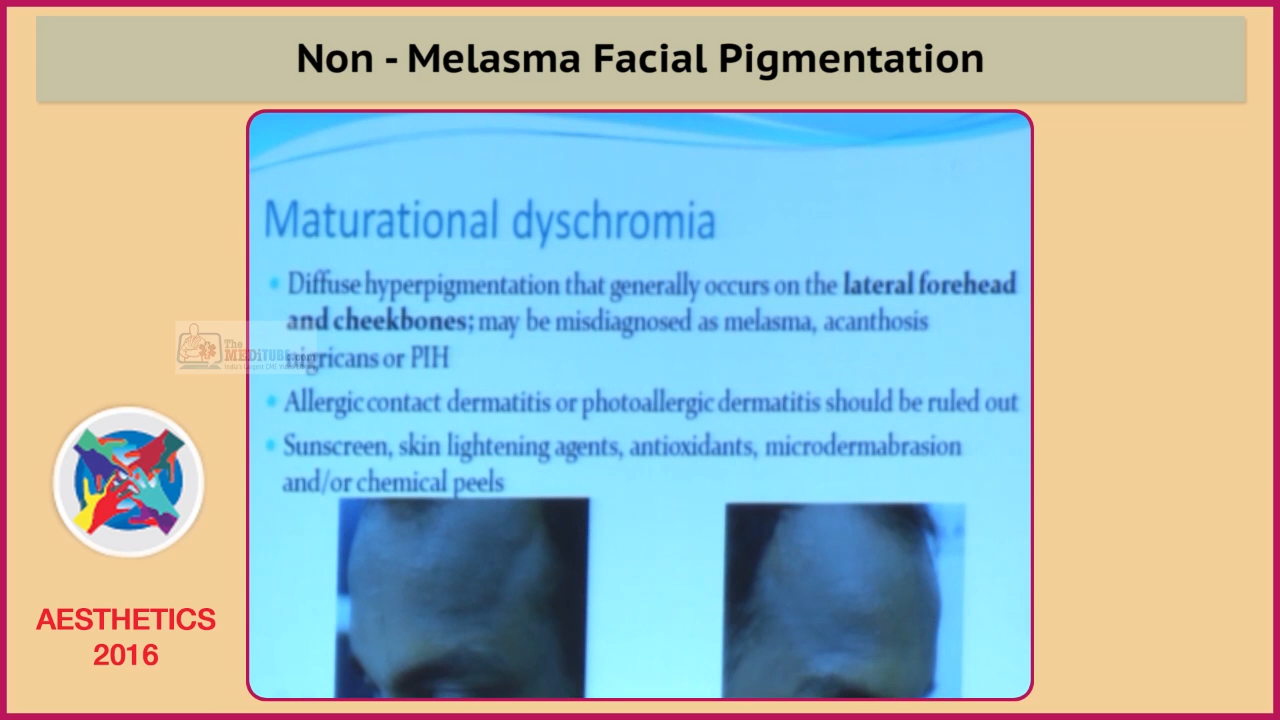 Non - Melasma Facial Pigmentation
Maturational dyschromia
• Diffuse hyperpigmentation that generally occurs on the lateral forehead
and cheekbones; may be misdiagnosed as melasma, acanthosis
nigricans or PIH
• Allergic contact dermatitis or photoallergic dermatitis should be ruled out
• Sunscreen, skin lightening agents, antioxidants, microdermabrasion
and/or chemical peels
The
MEDiTUBE
AESTHETICS
2016